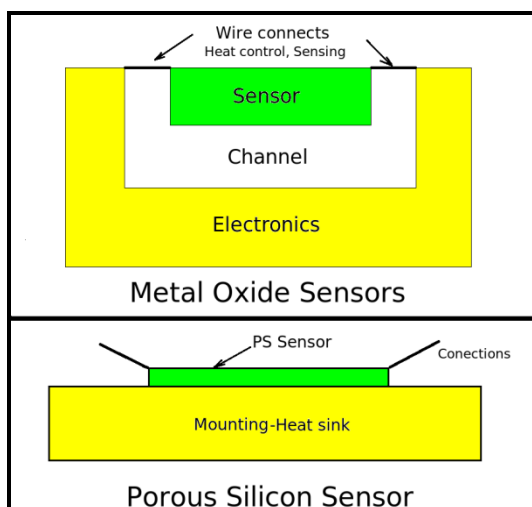 Wire connects
Heat control, Sensing
Sensor
Channel
Electronics
Metal Oxide Sensors
PS Sensor
Conections
Mounting-Heat sink
Porous Silicon Sensor